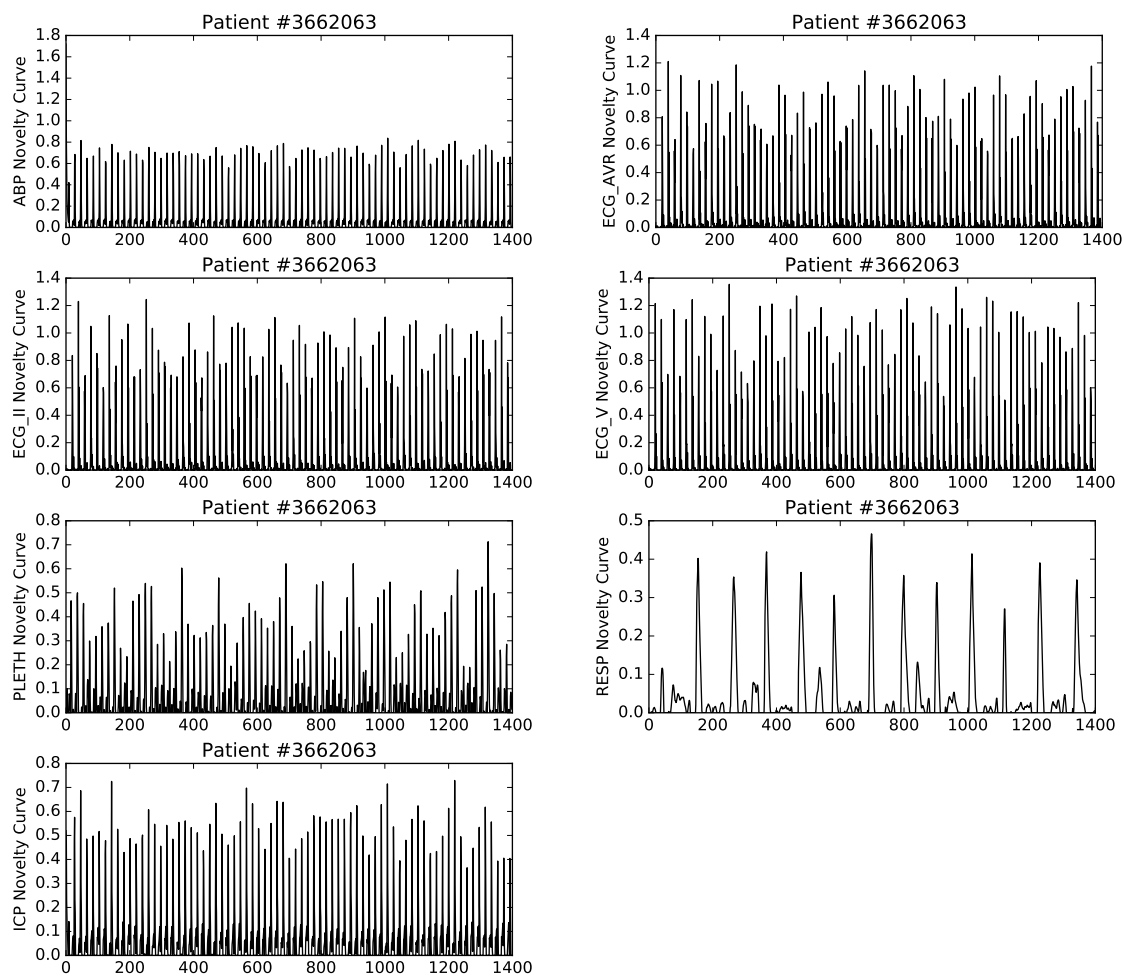 Patient #3662063
ABP Novelty Curve
1.8
1.6
1.4
1.2
1.0
0.8
0.6
0.4
0.2
0.0
0 200 400 600 800 1000 1200 1400
Patient #3662063
ECG_AVR Novelty Curve
1.4
1.2
1.0
0.8
0.6
0.4
0.2
0.0
0 200 400 600 800 1000 1200 1400
Patient #3662063
ECG_II Novelty Curve
1.4
1.2
1.0
0.8
0.6
0.4
0.2
0.0
0 200 400 600 800 1000 1200 1400
Patient #3662063
ECG_V Novelty Curve
1.4
1.2
1.0
0.8
0.6
0.4
0.2
0.0
0 200 400 600 800 1000 1200 1400
Patient #3662063
PLETH Novelty Curve
0.8
0.7
0.6
0.5
0.4
0.3
0.2
0.1
0.0
0 200 400 600 800 1000 1200 1400
Patient #3662063
RESP Novelty Curve
0.5
0.4
0.3
0.2
0.1
0.0
0 200 400 600 800 1000 1200 1400
Patient #3662063
ICP Novelty Curve
0.8
0.7
0.6
0.5
0.4
0.3
0.2
0.1
0.0
0 200 400 600 800 1000 1200 1400